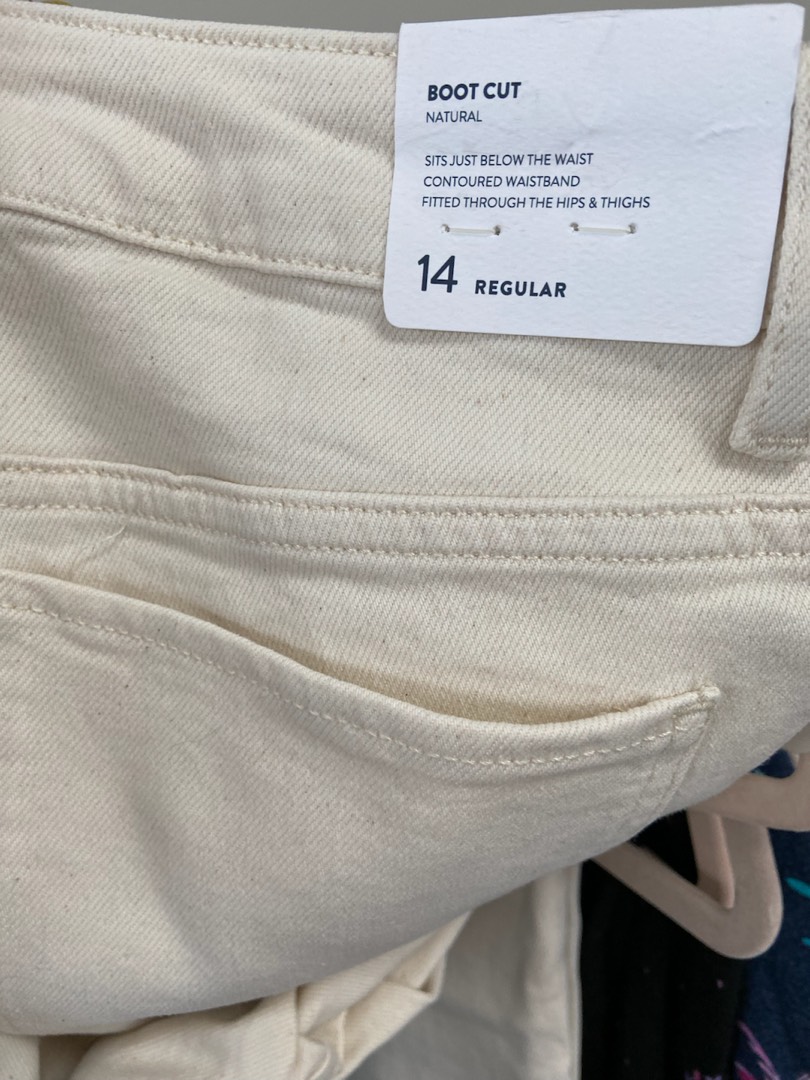 BOOT CUT
NATURAL
SITS JUST BELOW THE WAIST
CONTOURED WAISTBAND
FITTED THROUGH THE HIPS & THIGHS
14 REGULAR